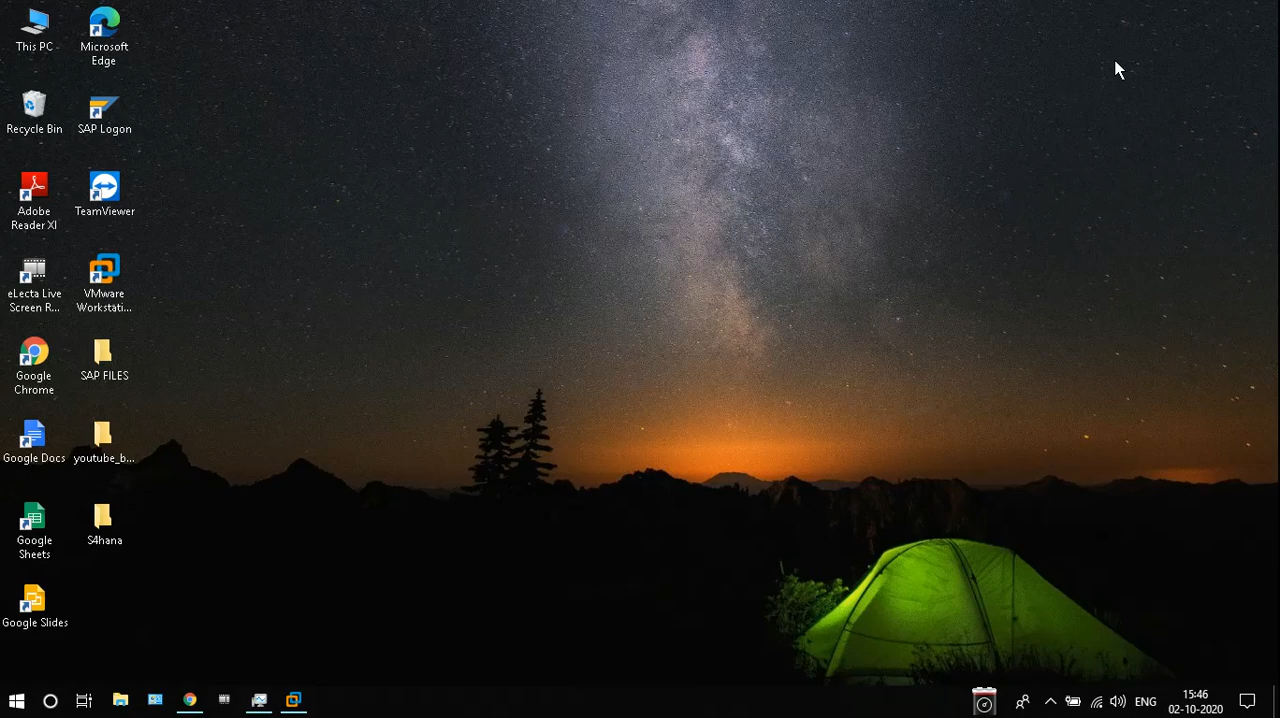 This PC
Microsoft
Edge
Recycle Bin
SAP Logon
Adobe
Reader XI
TeamViewer
eLecta Live
Screen R...
VMware
Workstati...
Google
Chrome
SAP FILES
Google Docs
youtube_b...
Google
Sheets
S4hana
Google Slides
ENG
15:46
02-10-2020